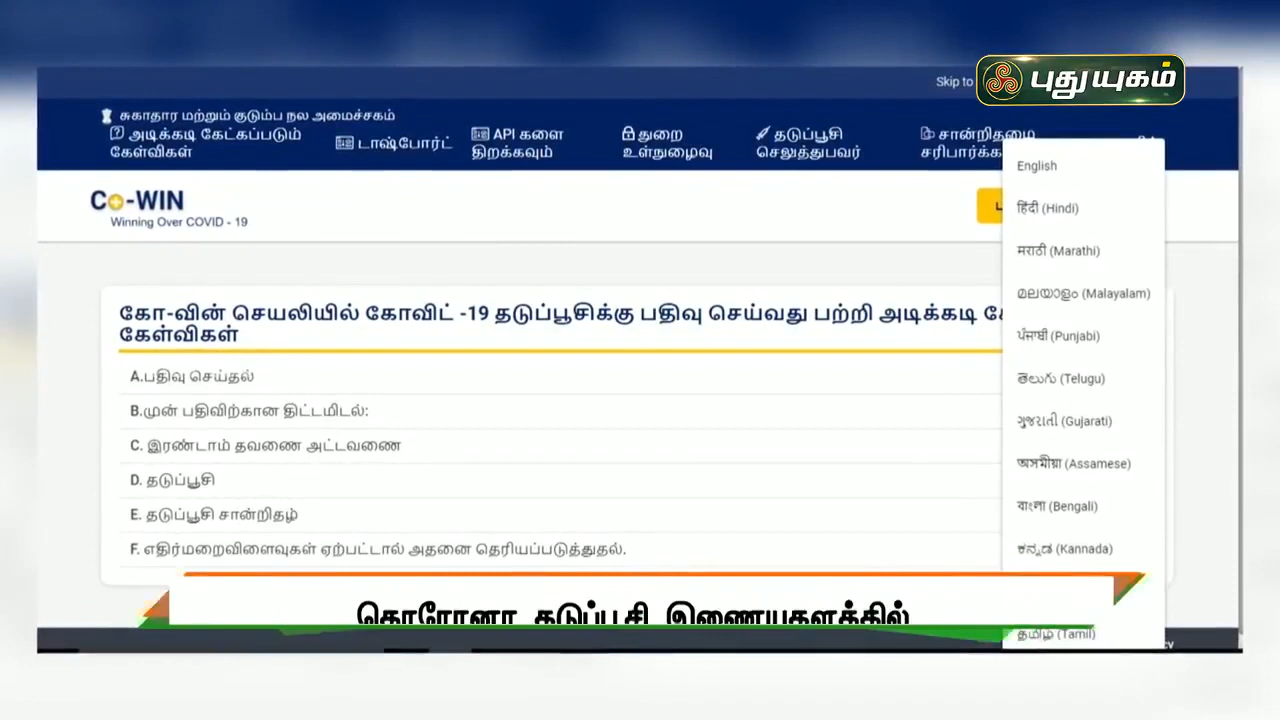 Skip to
புதுயுகம்
சுகாதார மற்றும் குடும்ப நல அமைச்சகம்
அடிக்கடி கேட்கப்படும்
கேள்விகள்
டாஷ்போர்ட்
API களை
திறக்கவும்
துறை
உள்நுழைவு
தடுப்பூசி
செலுத்துபவர்
சான்றிதழை
CO-WIN
Winning Over COVID - 19
English
हिंदी (Hindi)
मराठी (Marathi)
മലയാളം (Malayalam)
ਪੰਜਾਬੀ (Punjabi)
తెలుగు (Telugu)
ગુજરાતી (Gujarati)
অসমীয়া (Assamese)
বাংলা (Bengali)
ಕನ್ನಡ (Kannada)
தமிழ் (Tamil)
கோ-வின் செயலியில் கோவிட் -19 தடுப்பூசிக்கு பதிவு செய்வது பற்றி அடிக்கடி
கேள்விகள்
A.பதிவு செய்தல்
B.முன் பதிவிற்கான திட்டமிடல்:
C. இரண்டாம் தவணை அட்டவணை
D. தடுப்பூசி
E. தடுப்பூசி சான்றிதழ்
F. எதிர்மறைவிளைவுகள் ஏற்பட்டால் அதனை தெரியப்படுத்துதல்.
கொரோனா தடுப்பூசி இணையதளத்தில்